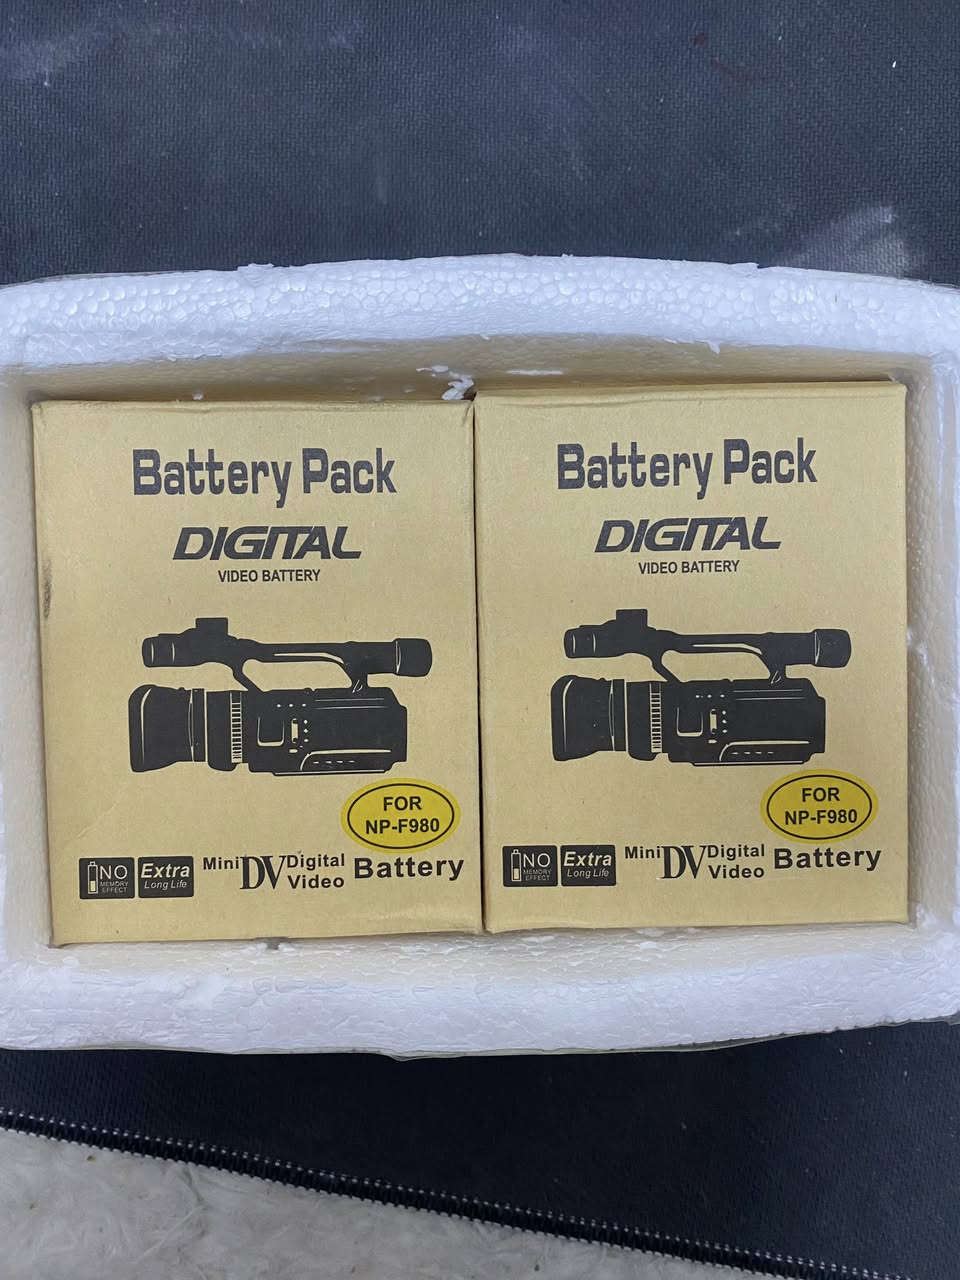 Battery Pack
DIGITAL
VIDEO BATTERY
FOR
NP-F980
NO
MEMORY
EFFECT
Extra
Long Life
Mini DV Digital
Video
Battery
Battery Pack
DIGITAL
VIDEO BATTERY
FOR
NP-F980
NO
MEMORY
EFFECT
Extra
Long Life
Mini DV Digital
Video
Battery